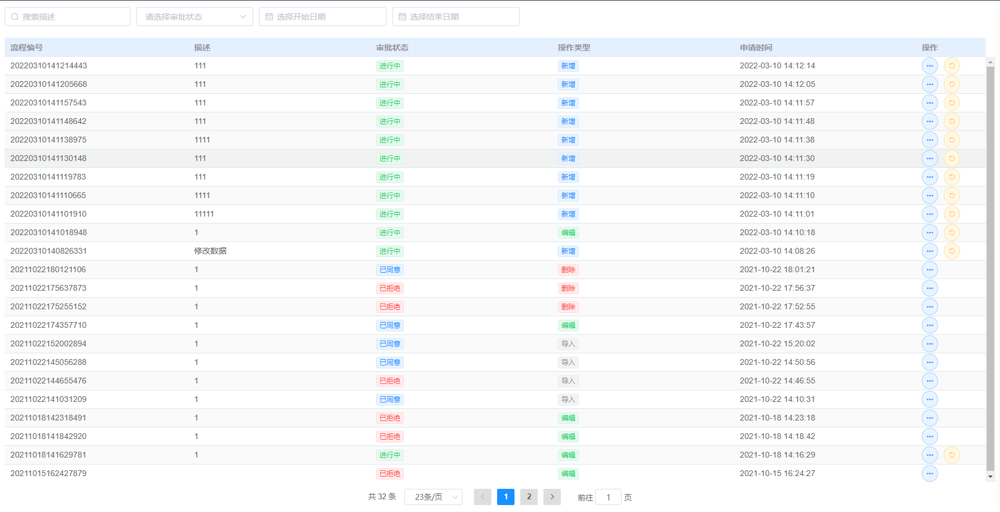 搜索描述 请选择审批状态 选择开始日期 选择结束日期
流程编号 描述 审批状态 操作类型 申请时间 操作
20220310141214443 111 进行中 新增 2022-03-10 14:12:14
20220310141205668 111 进行中 新增 2022-03-10 14:12:05
20220310141157543 111 进行中 新增 2022-03-10 14:11:57
20220310141148642 111 进行中 新增 2022-03-10 14:11:48
20220310141138975 1111 进行中 新增 2022-03-10 14:11:38
20220310141130148 111 进行中 新增 2022-03-10 14:11:30
20220310141119783 111 进行中 新增 2022-03-10 14:11:19
20220310141110665 1111 进行中 新增 2022-03-10 14:11:10
20220310141101910 11111 进行中 新增 2022-03-10 14:11:01
20220310141018948 1 进行中 编辑 2022-03-10 14:10:18
20220310140826331 修改数据 进行中 新增 2022-03-10 14:08:26
20211022180121106 1 已同意 删除 2021-10-22 18:01:21
20211022175637873 1 已拒绝 删除 2021-10-22 17:56:37
20211022175255152 1 已拒绝 删除 2021-10-22 17:52:55
20211022174357710 1 已同意 编辑 2021-10-22 17:43:57
20211022152002894 1 已同意 导入 2021-10-22 15:20:02
20211022145056288 1 已同意 导入 2021-10-22 14:50:56
20211022144655476 1 已拒绝 导入 2021-10-22 14:46:55
20211022141031209 1 已同意 导入 2021-10-22 14:10:31
20211018142318491 1 已拒绝 编辑 2021-10-18 14:23:18
20211018141842920 1 已拒绝 编辑 2021-10-18 14:18:42
20211018141629781 1 进行中 编辑 2021-10-18 14:16:29
20211015162427879 已拒绝 编辑 2021-10-15 16:24:27
共 32 条 23条/页 1 2 前往 1 页